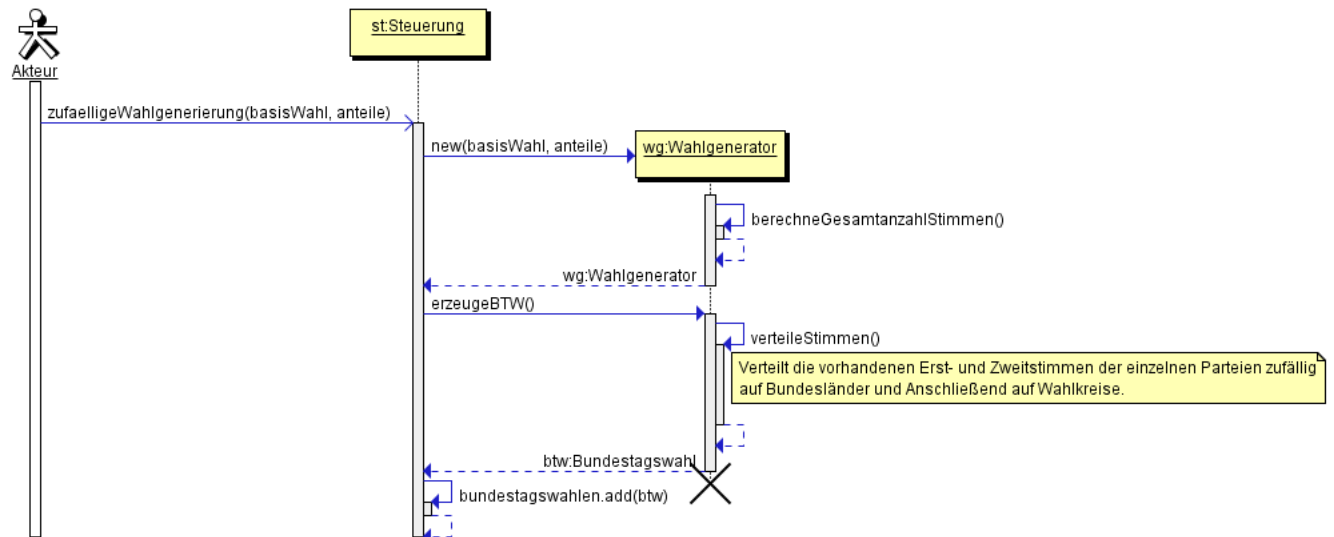 st:Steuerung
Akteur
zufaelligeWahlgenerierung(basisWahl, anteile)
new(basisWahl, anteile)
wg:Wahlgenerator
berechneGesamtanzahlStimmen()
wg:Wahlgenerator
erzeugeBTW()
verteileStimmen()
Verteilt die vorhandenen Erst- und Zweitstimmen der einzelnen Parteien zufällig
auf Bundesländer und Anschließend auf Wahlkreise.
btw:Bundestagswahl
bundestagswahlen.add(btw)